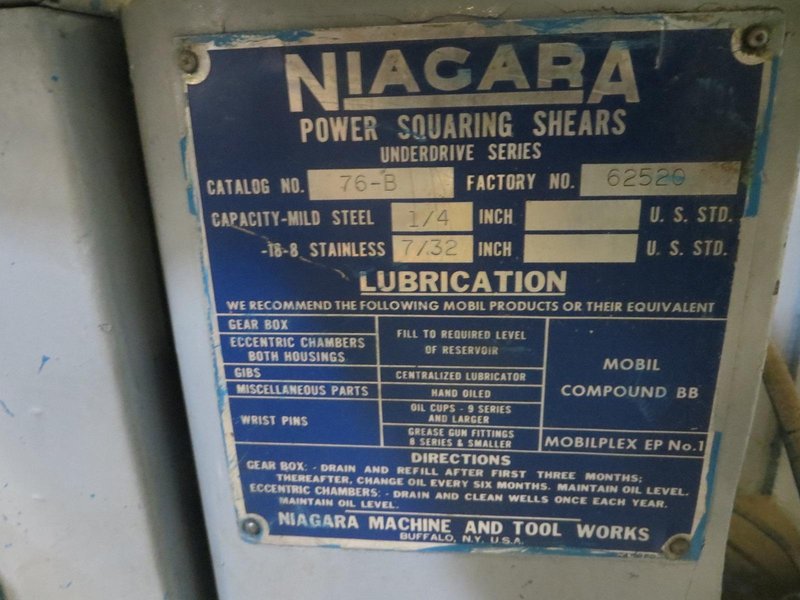 NIAGARA
POWER SQUARING SHEARS
UNDERDRIVE SERIES
CATALOG NO. 76-B FACTORY NO. 62520
CAPACITY-MILD STEEL 1/4 INCH U. S. STD.
-18-8 STAINLESS 7/32 INCH U. S. STD.
LUBRICATION
WE RECOMMEND THE FOLLOWING MOBIL PRODUCTS OR THEIR EQUIVALENT
GEAR BOX
ECCENTRIC CHAMBERS
BOTH HOUSINGS
FILL TO REQUIRED LEVEL
OF RESERVOIR
GIBS
CENTRALIZED LUBRICATOR
MISCELLANEOUS PARTS
HAND OILED
MOBIL
COMPOUND BB
WRIST PINS
OIL CUPS - 9 SERIES
AND LARGER
GREASE GUN FITTINGS
8 SERIES & SMALLER
MOBILPLEX EP No.1
DIRECTIONS
GEAR BOX: - DRAIN AND REFILL AFTER FIRST THREE MONTHS;
THEREAFTER, CHANGE OIL EVERY SIX MONTHS. MAINTAIN OIL LEVEL.
ECCENTRIC CHAMBERS: - DRAIN AND CLEAN WELLS ONCE EACH YEAR.
MAINTAIN OIL LEVEL.
NIAGARA MACHINE AND TOOL WORKS
BUFFALO, N.Y. U.S.A.